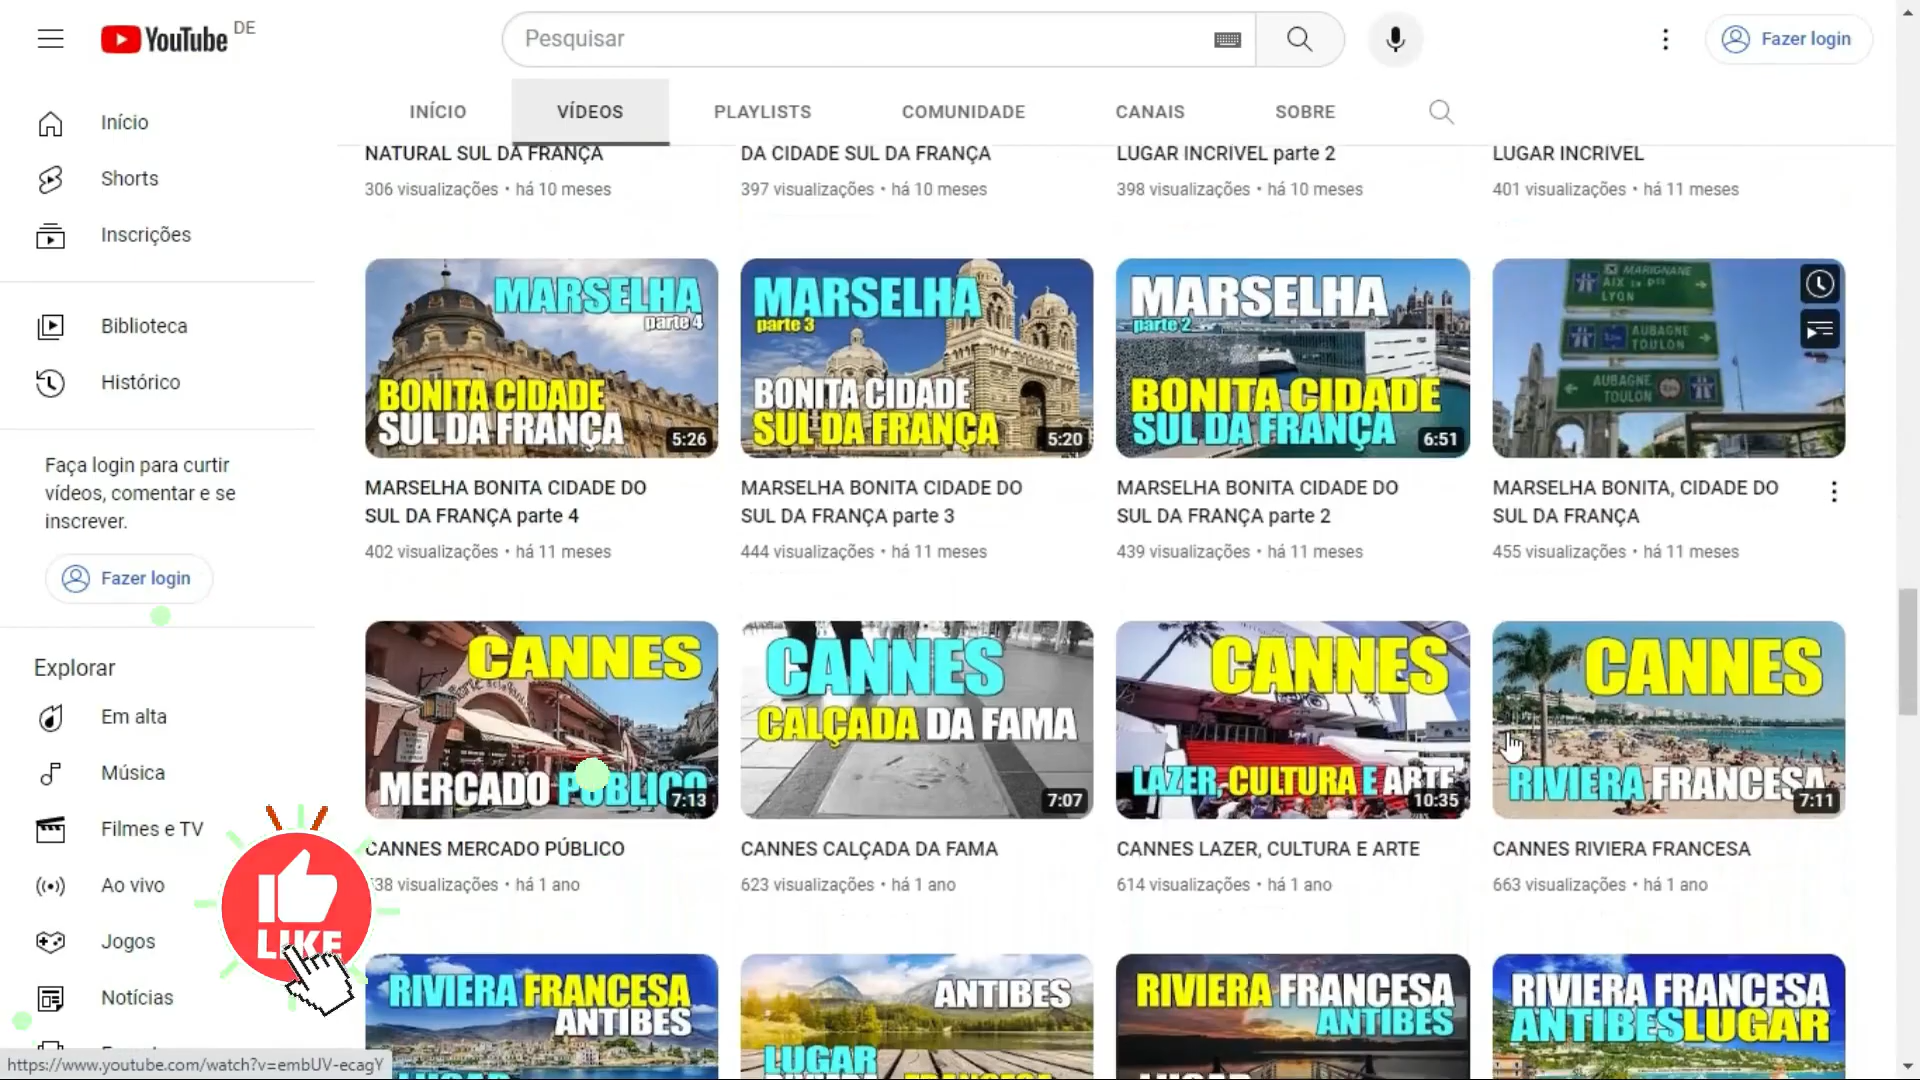 YouTube DE
Pesquisar
Fazer login
INÍCIO
VÍDEOS
PLAYLISTS
COMUNIDADE
CANAIS
SOBRE
Início
Shorts
Inscrições
Biblioteca
Histórico
Faça login para curtir
vídeos, comentar e se
inscrever.
Fazer login
Explorar
Em alta
Música
Filmes e TV
Ao vivo
Jogos
Notícias
NATURAL SUL DA FRANÇA
306 visualizações • há 10 meses
DA CIDADE SUL DA FRANÇA
397 visualizações • há 10 meses
LUGAR INCRIVEL parte 2
398 visualizações • há 10 meses
LUGAR INCRIVEL
401 visualizações • há 11 meses
MARSELHA
parte 4
BONITA CIDADE
SUL DA FRANÇA
5:26
MARSELHA BONITA CIDADE DO
SUL DA FRANÇA parte 4
402 visualizações • há 11 meses
MARSELHA
parte 3
BONITA CIDADE
SUL DA FRANÇA
5:20
MARSELHA BONITA CIDADE DO
SUL DA FRANÇA parte 3
444 visualizações • há 11 meses
MARSELHA
parte 2
BONITA CIDADE
SUL DA FRANÇA
6:51
MARSELHA BONITA CIDADE DO
SUL DA FRANÇA parte 2
439 visualizações • há 11 meses
MARIGNANE
AIX
LYON
AUBAGNE
TOULON
AUBAGNE
TOULON
MARSELHA BONITA, CIDADE DO
SUL DA FRANÇA
455 visualizações • há 11 meses
CANNES
MERCADO PÚBLICO
7:13
CANNES MERCADO PÚBLICO
38 visualizações • há 1 ano
CANNES
CALÇADA DA FAMA
7:07
CANNES CALÇADA DA FAMA
623 visualizações • há 1 ano
CANNES
LAZER, CULTURA E ARTE
10:35
CANNES LAZER, CULTURA E ARTE
614 visualizações • há 1 ano
CANNES
RIVIERA FRANCESA
7:11
CANNES RIVIERA FRANCESA
663 visualizações • há 1 ano
LIKE
RIVIERA FRANCESA
ANTIBES
LUGAR
ANTIBES
LUGAR
FRANCESA
RIVIERA FRANCESA
ANTIBES
LUGAR
RIVIERA FRANCESA
ANTIBES LUGAR
https://www.youtube.com/watch?v=embUV-ecagY